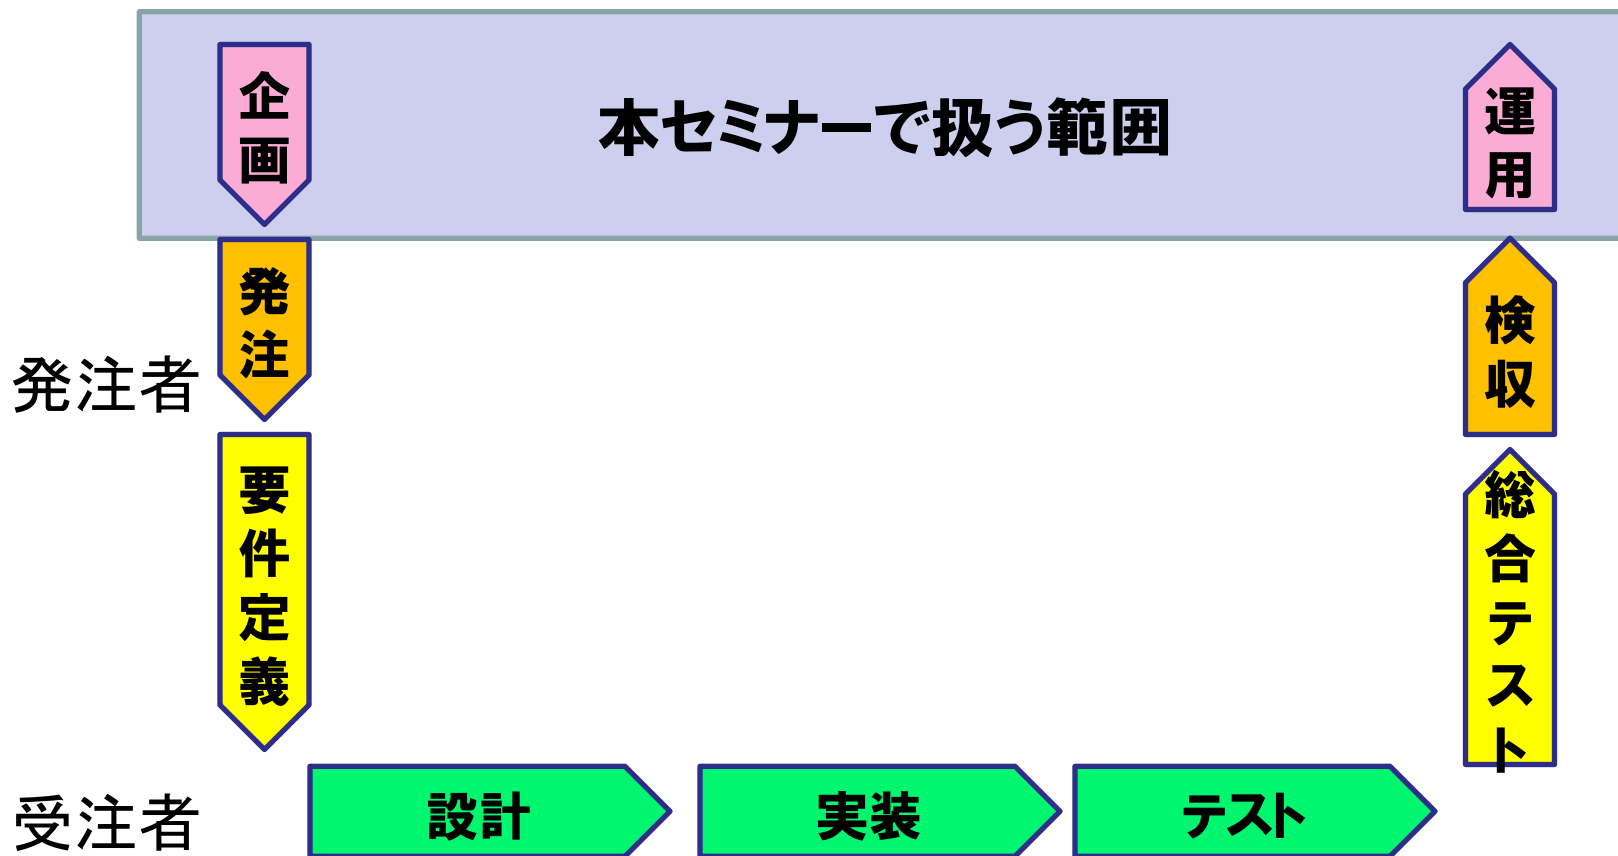 企画
本セミナーで扱う範囲
運用
発注
検収
発注者
要件定義
総合テスト
受注者
設計
実装
テスト